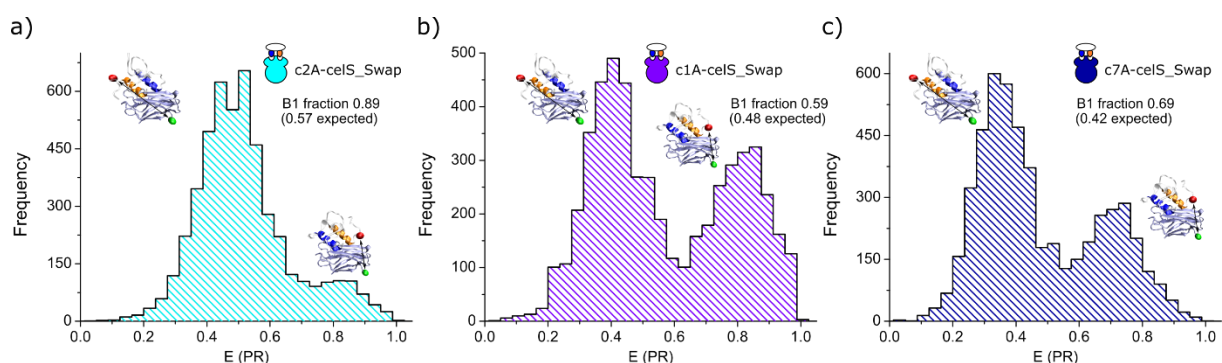 a)
Frequency
600
450
300
150
0
0.0 0.2 0.4 0.6 0.8 1.0
E (PR)
c2A-celS_Swap
B1 fraction 0.89
(0.57 expected)
b)
Frequency
500
400
300
200
100
0
0.0 0.2 0.4 0.6 0.8 1.0
E (PR)
c1A-celS_Swap
B1 fraction 0.59
(0.48 expected)
c)
Frequency
600
450
300
150
0
0.0 0.2 0.4 0.6 0.8 1.0
E (PR)
c7A-celS_Swap
B1 fraction 0.69
(0.42 expected)